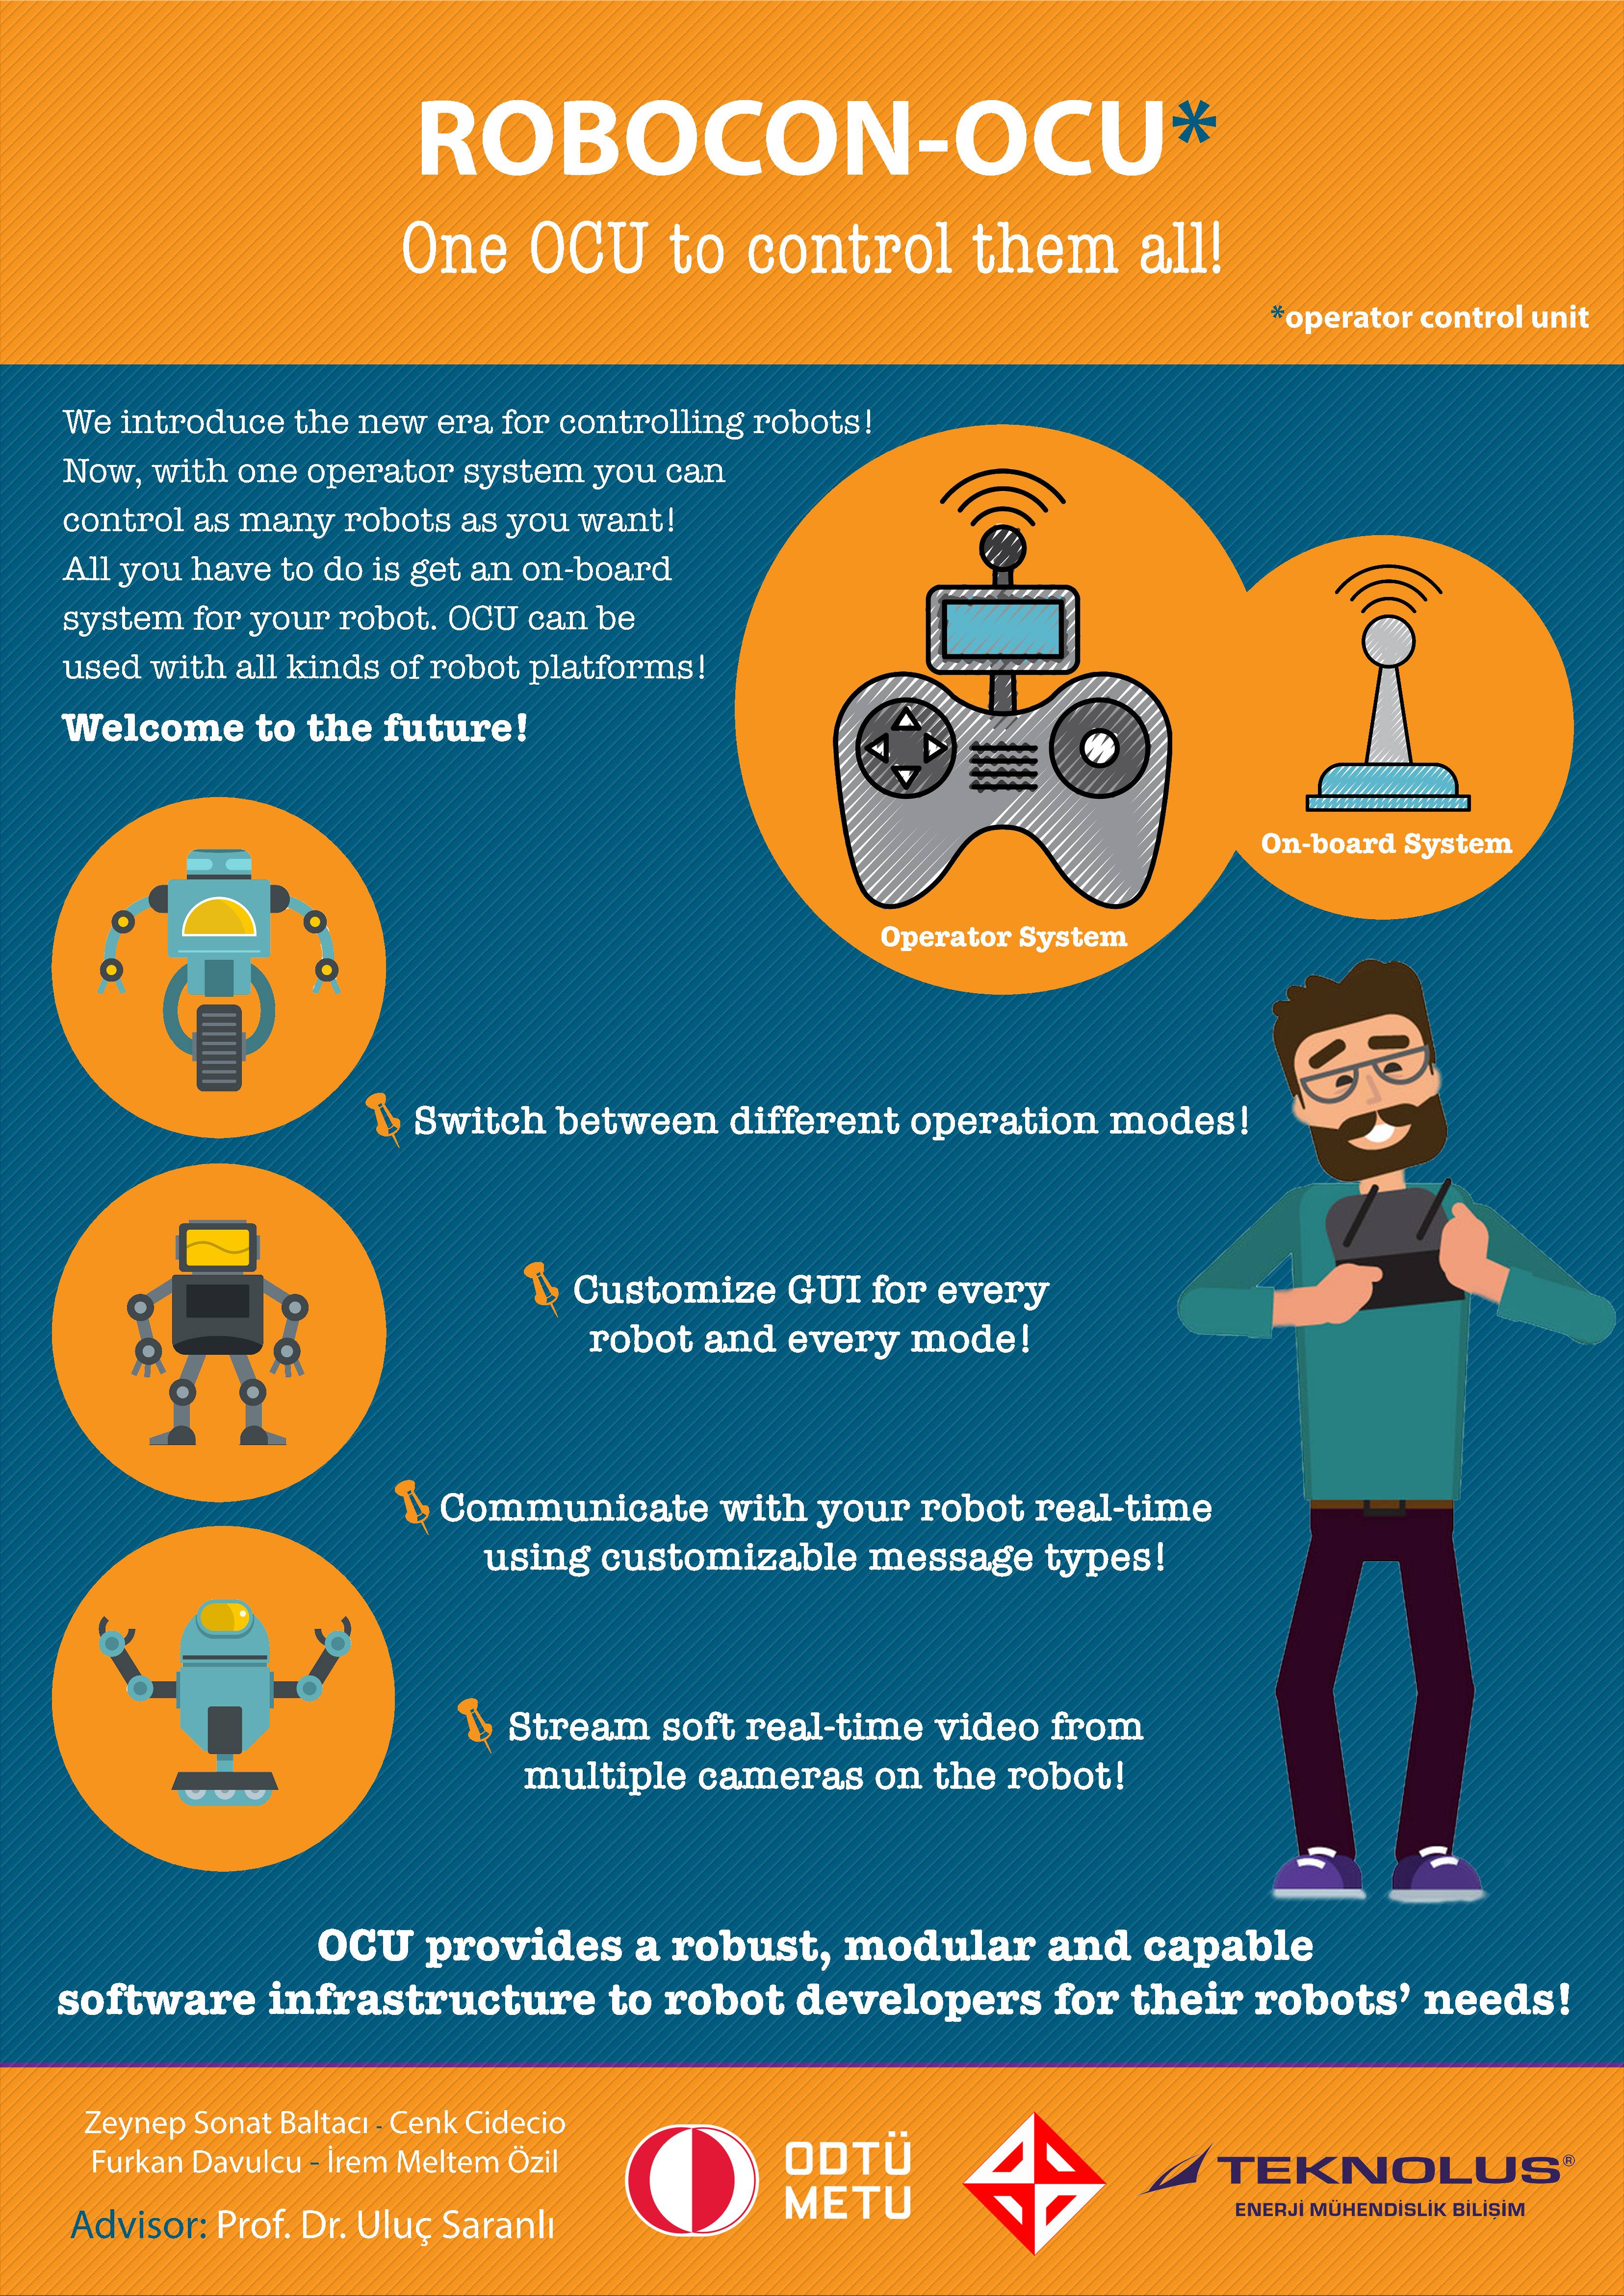 ROBOCON-OCU*
One OCU to control them all!
*operator control unit
We introduce the new era for controlling robots!
Now, with one operator system you can
control as many robots as you want!
All you have to do is get an on-board
system for your robot. OCU can be
used with all kinds of robot platforms!
Welcome to the future!
On-board System
Operator System
Switch between different operation modes!
Customize GUI for every
robot and every mode!
Communicate with your robot real-time
using customizable message types!
Stream soft real-time video from
multiple cameras on the robot!
OCU provides a robust, modular and capable
software infrastructure to robot developers for their robots’ needs!
Zeynep Sonat Baltacı - Cenk Cidecio
Furkan Davulcu - İrem Meltem Özil
Advisor: Prof. Dr. Uluç Saranlı
ODTÜ
METU
TEKNOLUS®
ENERJİ MÜHENDİSLİK BİLİŞİM